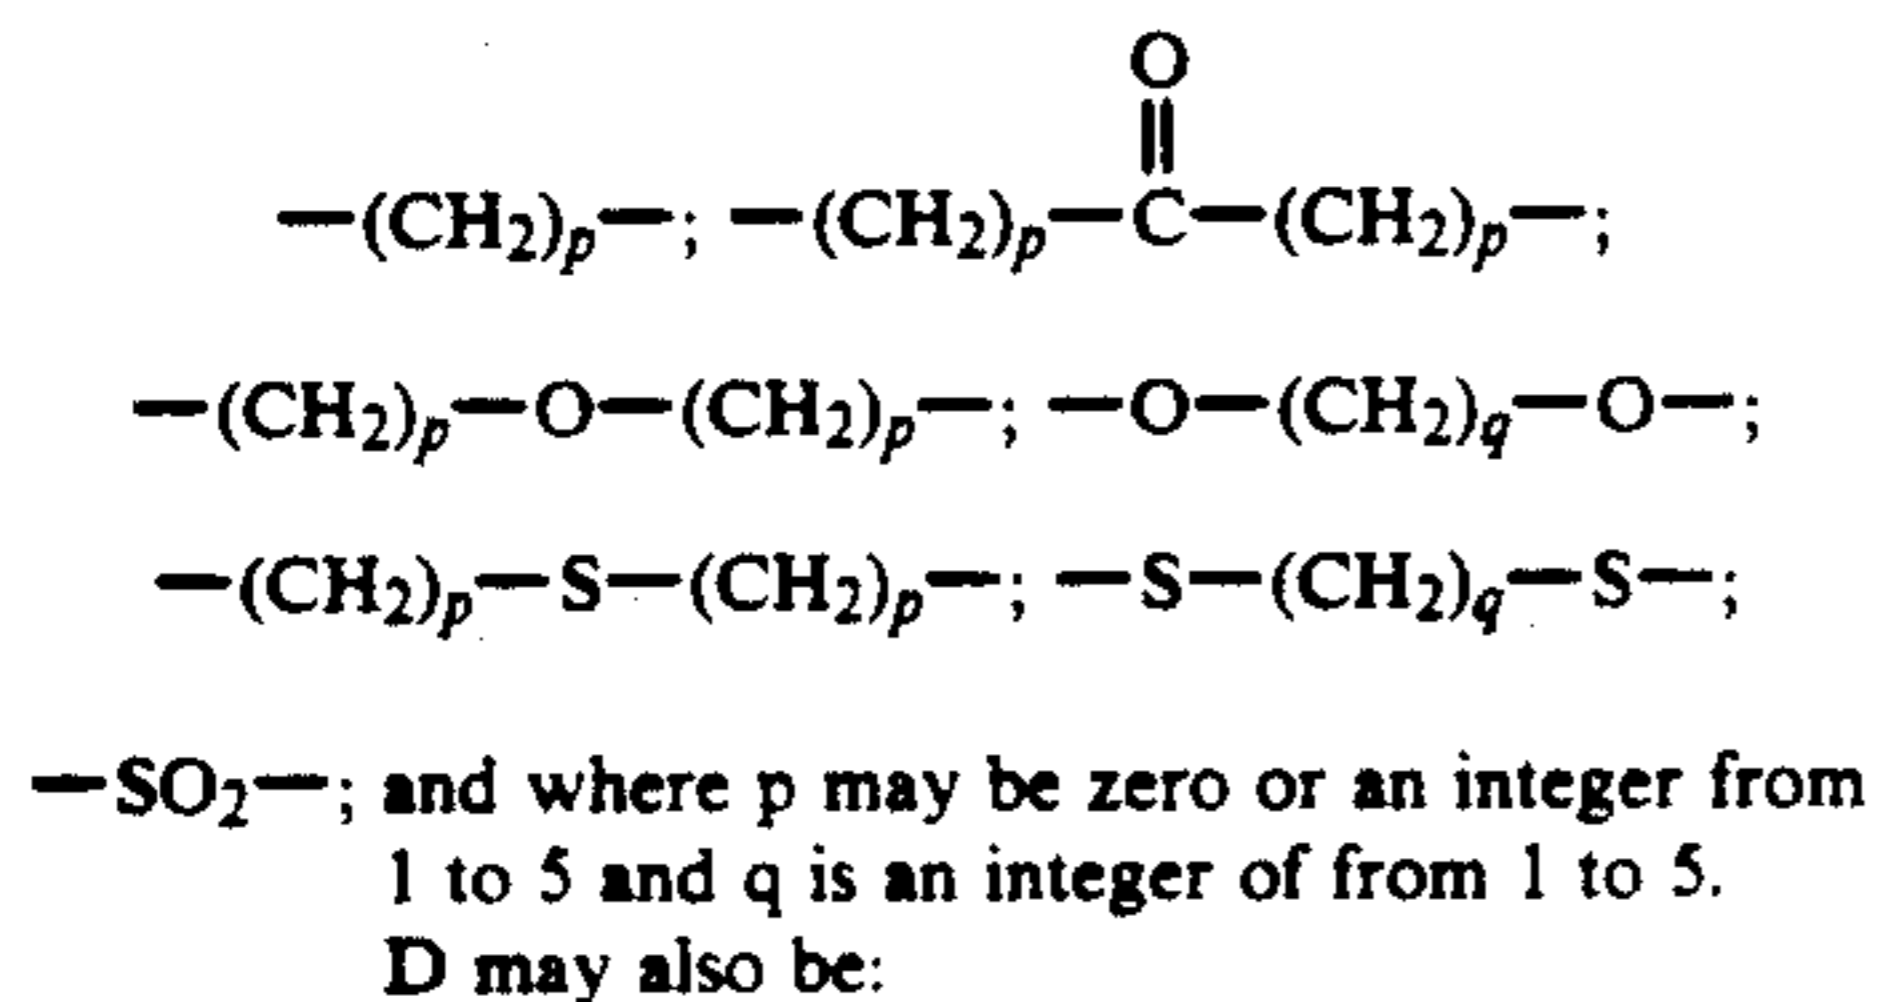 O
—(CH2)p—; —(CH2)p—C—(CH2)p—;
—(CH2)p—O—(CH2)p—; —O—(CH2)q—O—;
—(CH2)p—S—(CH2)p—; —S—(CH2)q—S—;
—SO2—; and where p may be zero or an integer from
1 to 5 and q is an integer of from 1 to 5.
D may also be: